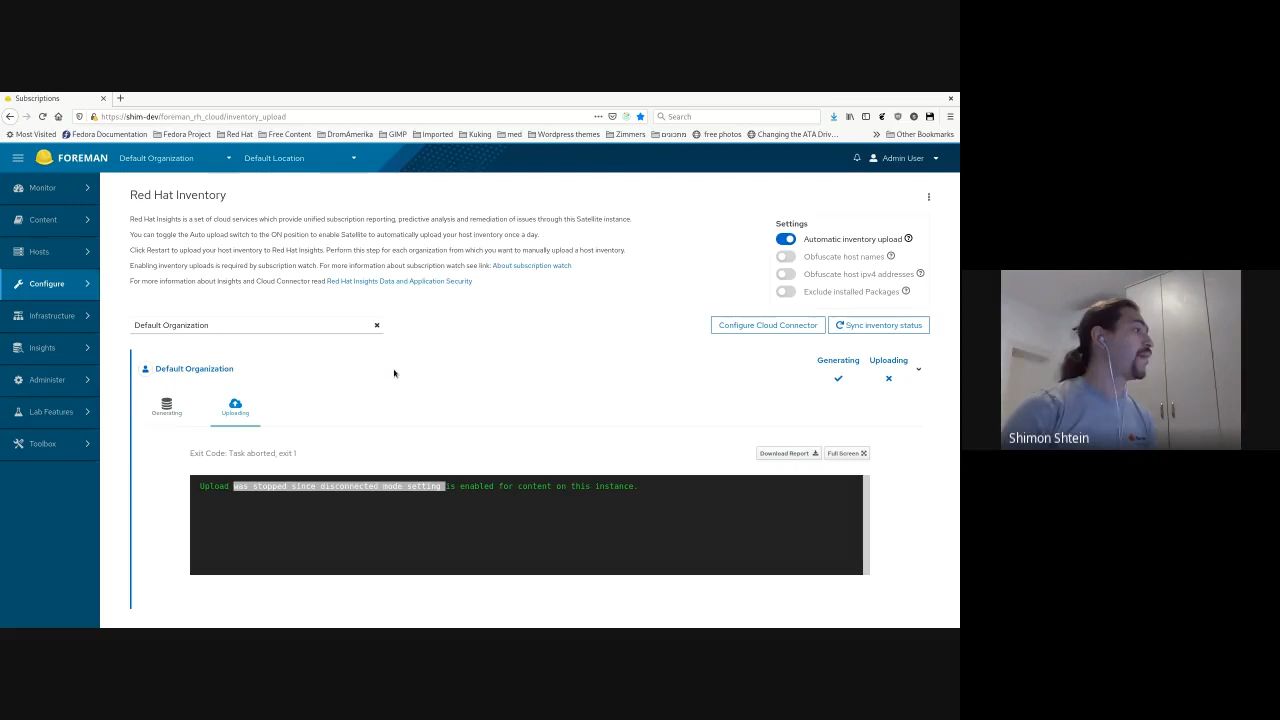 Subscriptions
https://shim-dev/foreman_rh_cloud/inventory_upload
Search
Most Visited Fedora Documentation Fedora Project Red Hat Free Content DromAmerika GIMP Imported Kuking med Wordpress themes Zimmers free photos Changing the ATA Driv... Other Bookmarks
FOREMAN Default Organization Default Location Admin User
Monitor
Content
Hosts
Configure
Infrastructure
Insights
Administer
Lab Features
Toolbox
Red Hat Inventory
Red Hat Insights is a set of cloud services which provide unified subscription reporting, predictive analysis and remediation of issues through this Satellite instance.
You can toggle the Auto upload switch to the ON position to enable Satellite to automatically upload your host inventory once a day.
Click Restart to upload your host inventory to Red Hat Insights. Perform this step for each organization from which you want to manually upload a host inventory.
Enabling inventory uploads is required by subscription watch. For more information about subscription watch see link: About subscription watch
For more information about Insights and Cloud Connector read Red Hat Insights Data and Application Security
Settings
Automatic inventory upload
Obfuscate host names
Obfuscate host ipv4 addresses
Exclude installed Packages
Default Organization
Configure Cloud Connector Sync inventory status
Default Organization
Generating Uploading
Generating Uploading
Exit Code: Task aborted, exit 1
Download Report Full Screen
Upload was stopped since disconnected mode setting is enabled for content on this instance.
Shimon Shtein